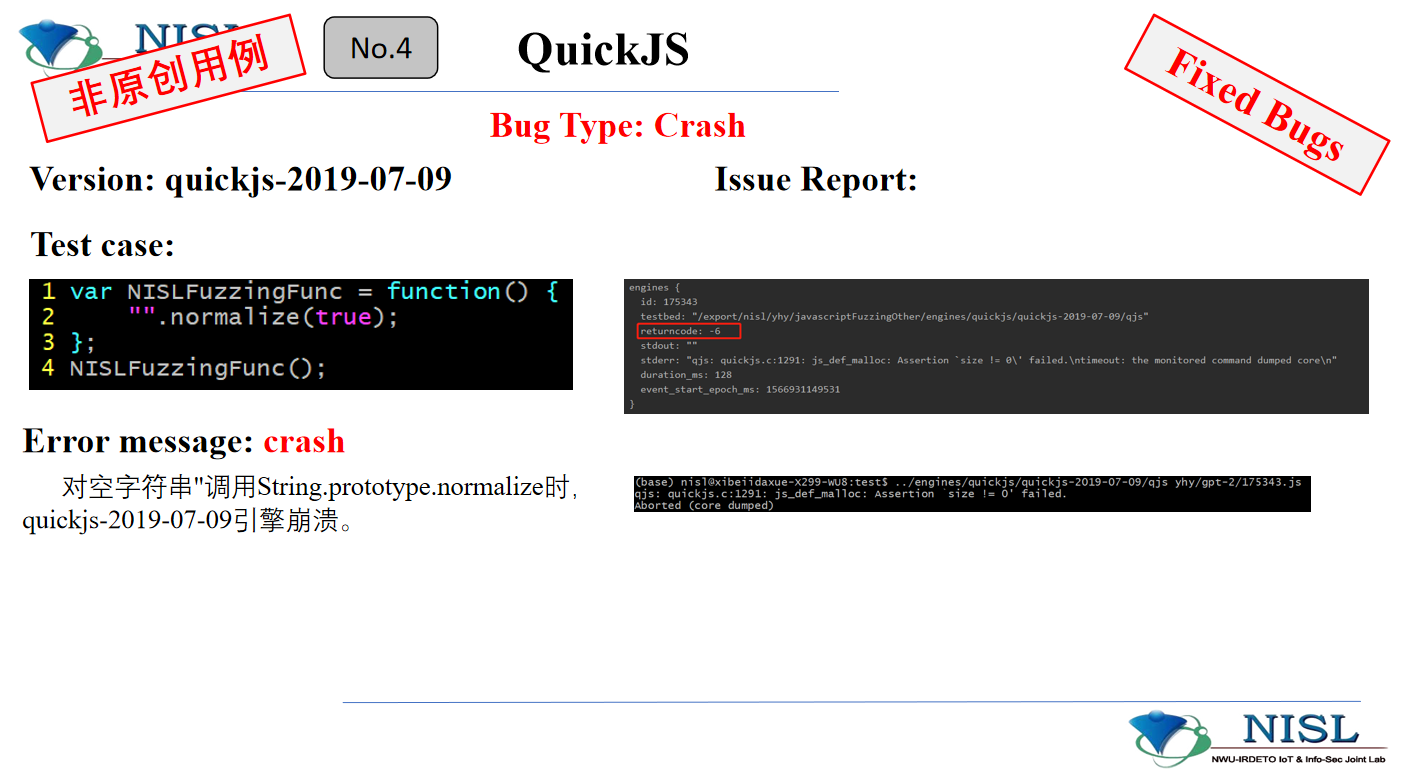 NISL
非原创用例
No.4
QuickJS
Fixed Bugs
Bug Type: Crash
Version: quickjs-2019-07-09
Issue Report:
Test case:
1 var NISLFuzzingFunc = function() {
2     "".normalize(true);
3 };
4 NISLFuzzingFunc();
engines {
  id: 175343
  testbed: "/export/nisl/yhy/javascriptFuzzingOther/engines/quickjs/quickjs-2019-07-09/qjs"
  returncode: -6
  stdout: ""
  stderr: "qjs: quickjs.c:1291: js_def_malloc: Assertion `size != 0\' failed.\ntimeout: the monitored command dumped core\n"
  duration_ms: 128
  event_start_epoch_ms: 1566931149531
}
Error message: crash
对空字符串"调用String.prototype.normalize时,
quickjs-2019-07-09引擎崩溃。
(base) nisl@xibeiidaxue-X299-WU8:test$ ../engines/quickjs/quickjs-2019-07-09/qjs yhy/gpt-2/175343.js
qjs: quickjs.c:1291: js_def_malloc: Assertion `size != 0' failed.
Aborted (core dumped)
NISL
NWU-IRDETO IoT & Info-Sec Joint Lab